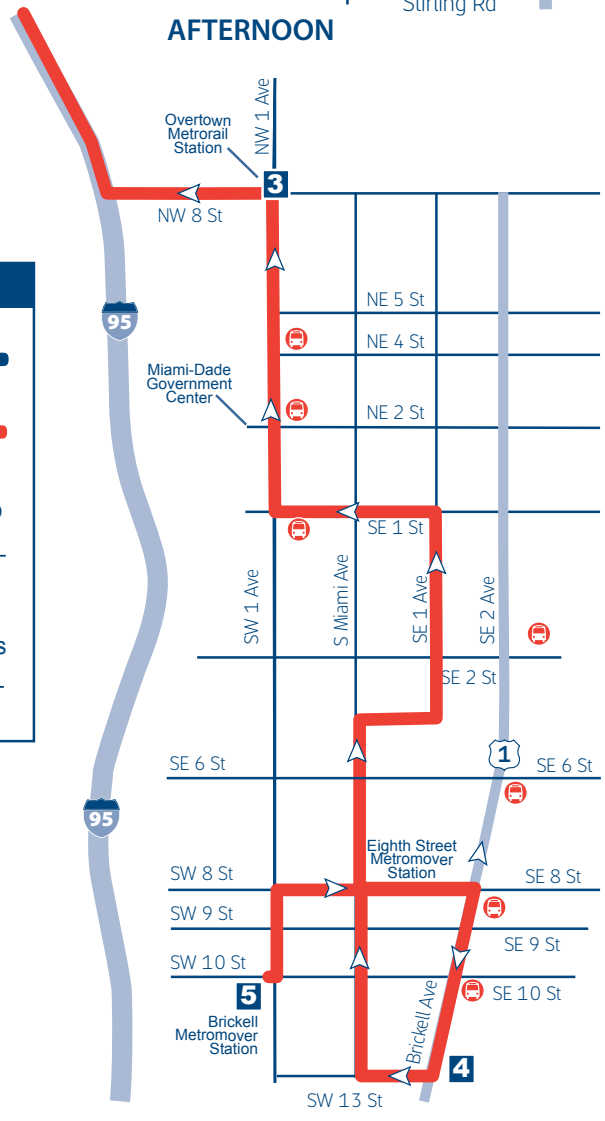 Stirling Rd
AFTERNOON
NW 1 Ave
Overtown
Metrorail
Station
3
NW 8 St
95
NE 5 St
NE 4 St
Miami-Dade
Government
Center
NE 2 St
SE 1 St
SW 1 Ave
S Miami Ave
SE 1 Ave
SE 2 Ave
s
SE 2 St
1
SE 6 St
SE 6 St
95
Eighth Street
Metromover
Station
SW 8 St
SE 8 St
SW 9 St
SE 9 St
SW 10 St
SE 10 St
5
Brickell
Metromover
Station
Brickell Ave
4
SW 13 St